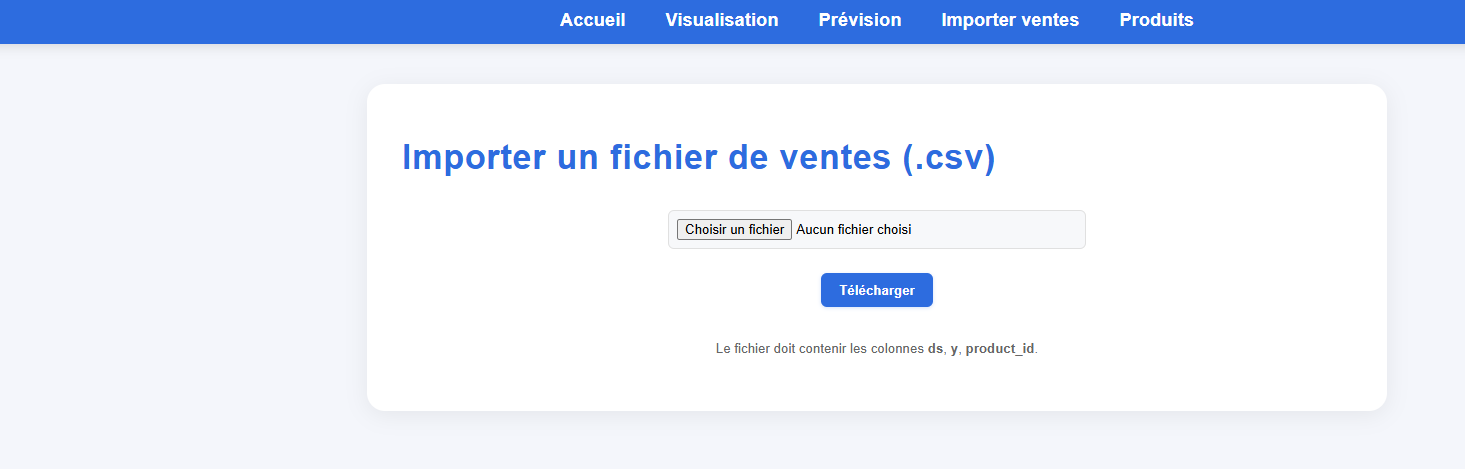 Accueil Visualisation Prévision Importer ventes Produits
Importer un fichier de ventes (.csv)
Choisir un fichier Aucun fichier choisi
Télécharger
Le fichier doit contenir les colonnes ds, y, product_id.